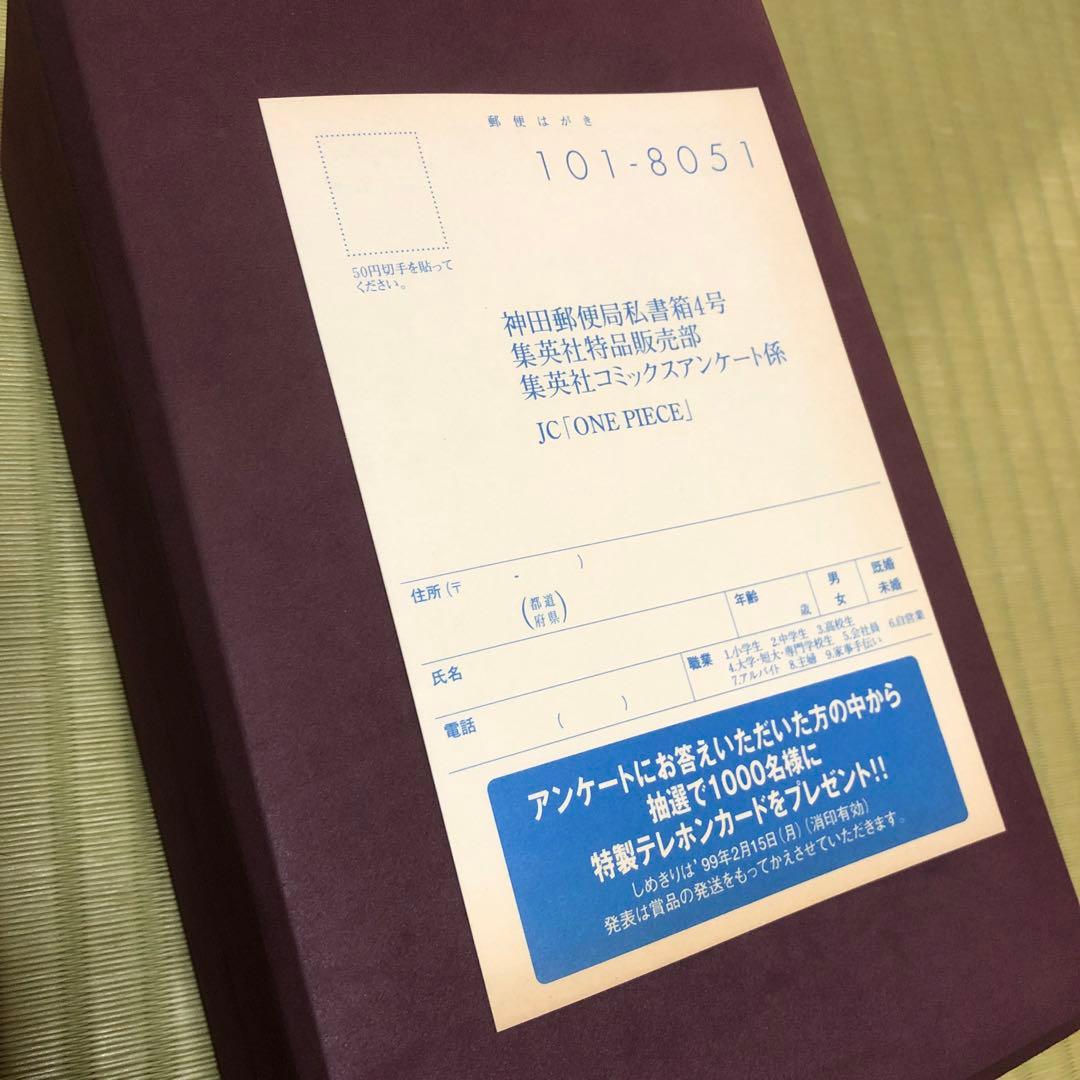 郵便はがき
101-8051
50円切手を貼って
ください。
神田郵便局私書箱4号
集英社特品販売部
集英社コミックスアンケート係
JC「ONE PIECE」
住所(〒 - )
(都道府県)
氏名
年齢 歳
男
女
既婚
未婚
電話 ( )
職業
1.小学生 2.中学生 3.高校生
4.大学・短大・専門学校生 5.会社員 6.自営業
7.アルバイト 8.主婦 9.家事手伝い
アンケートにお答えいただいた方の中から
抽選で1000名様に
特製テレホンカードをプレゼント!!
しめきりは'99年2月15日(月)(消印有効)
発表は賞品の発送をもってかえさせていただきます。